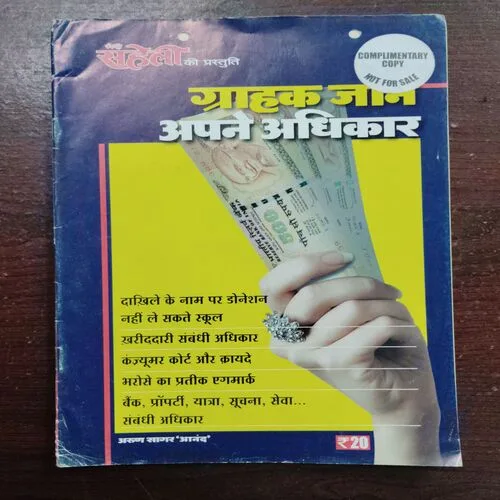 मेरी सहेली की प्रस्तुति
COMPLIMENTARY
COPY
NOT FOR SALE
ग्राहक जाने
अपने अधिकार
500
दाख़िले के नाम पर डोनेशन
नहीं ले सकते स्कूल
ख़रीददारी संबंधी अधिकार
कंज़्यूमर कोर्ट और क़ायदे
भरोसे का प्रतीक एगमार्क
बैंक, प्रॉपर्टी, यात्रा, सूचना, सेवा...
संबंधी अधिकार
अरुण सागर 'आनंद'
₹20